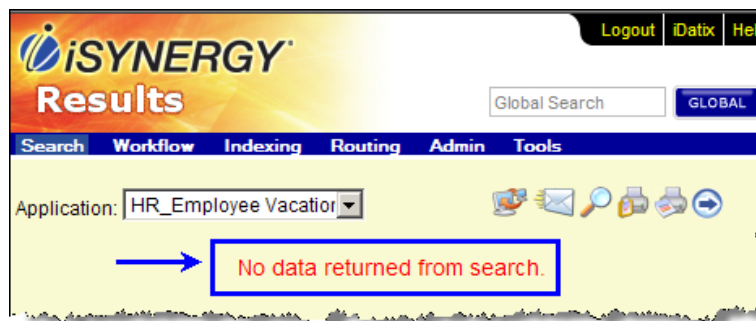 iSYNERGY
Results
Logout iDatix Hel
Global Search GLOBAL
Search Workflow Indexing Routing Admin Tools
Application: HR_Employee Vacation
No data returned from search.